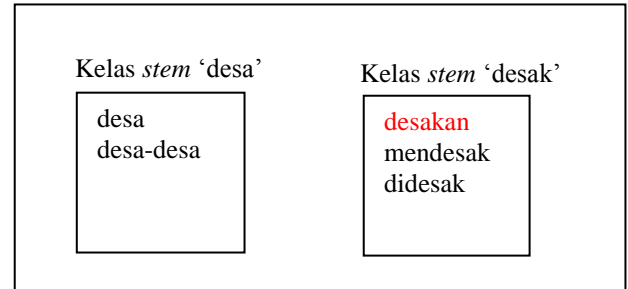 Kelas stem ‘desa’
desa
desa-desa
Kelas stem ‘desak’
desakan
mendesak
didesak